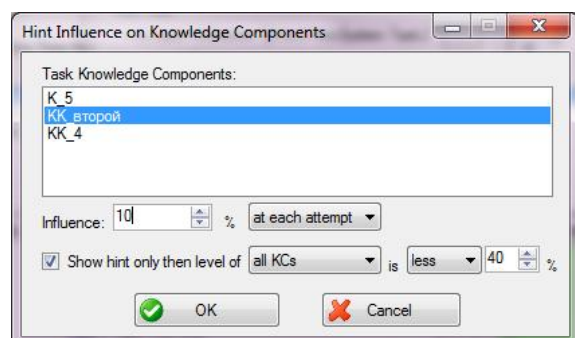 Hint Influence on Knowledge Components
Task Knowledge Components:
K_5
KK_второй
KK_4
Influence: 10 % at each attempt
Show hint only then level of all KCs is less 40 %
OK Cancel